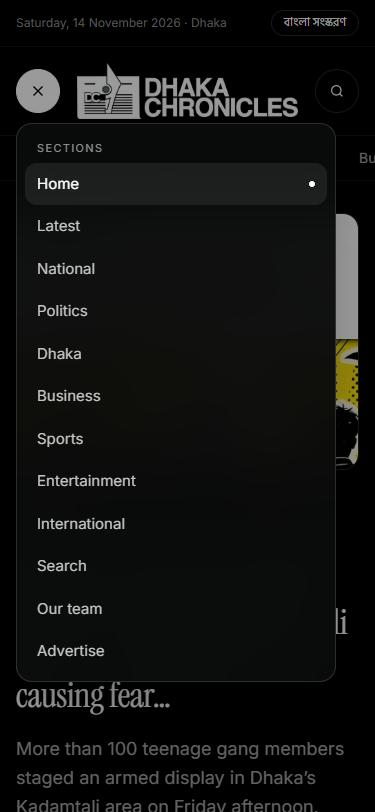 Saturday, 14 November 2026 · Dhaka
বাংলা সংস্করণ
DC
DHAKA
CHRONICLES
SECTIONS
Home
Latest
National
Politics
Dhaka
Business
Sports
Entertainment
International
Search
Our team
Advertise
causing fear...
More than 100 teenage gang members
staged an armed display in Dhaka’s
Kadamtali area on Friday afternoon,